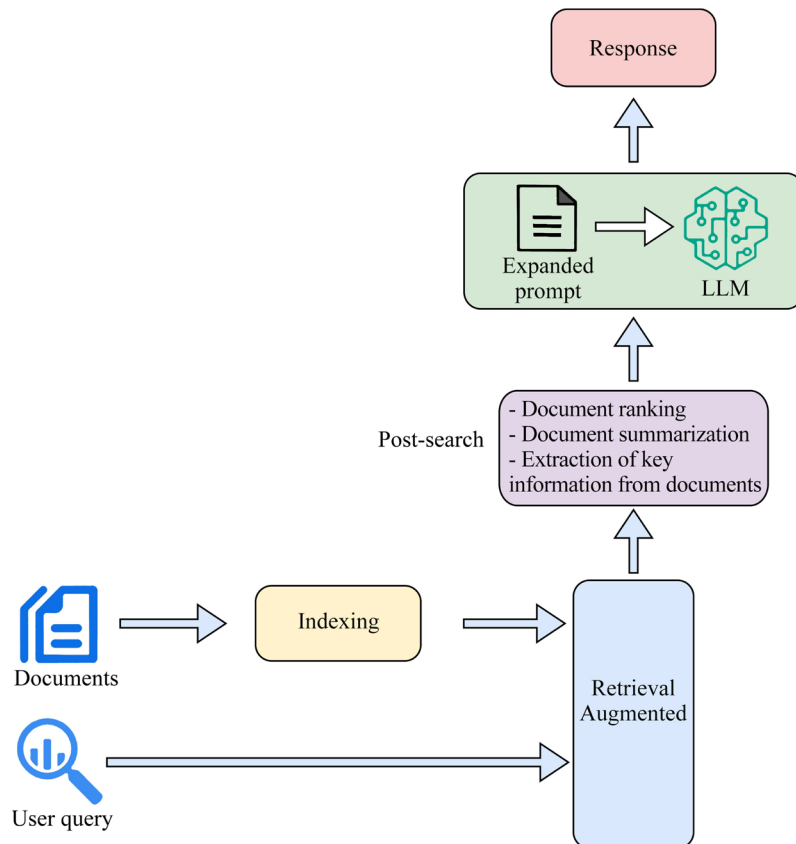 Response
Expanded
prompt
LLM
Post-search
- Document ranking
- Document summarization
- Extraction of key
information from documents
Indexing
Documents
Retrieval
Augmented
User query